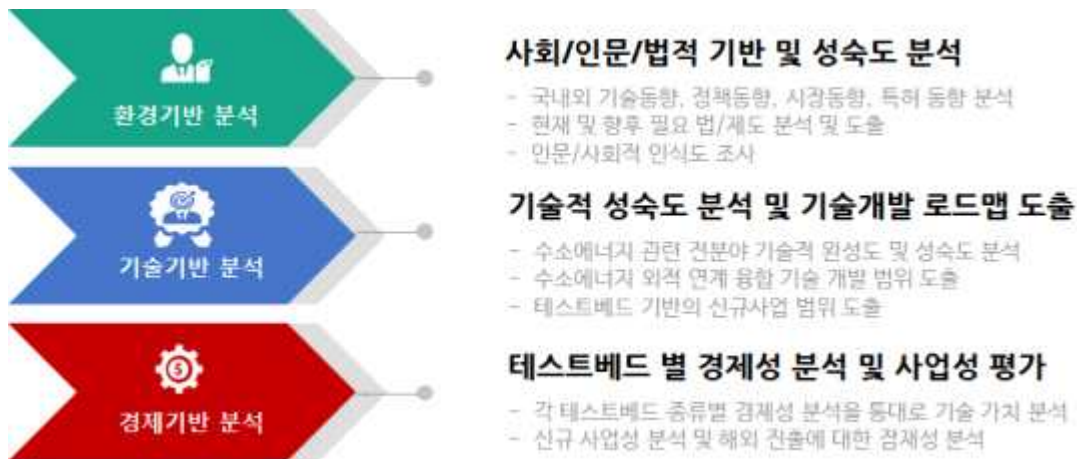 환경기반 분석
사회/인문/법적 기반 및 성숙도 분석
- 국내외 기술동향, 정책동향, 시장동향, 특허 동향 분석
- 현재 및 향후 필요 법/제도 분석 및 도출
- 인문/사회적 인식도 조사
기술기반 분석
기술적 성숙도 분석 및 기술개발 로드맵 도출
- 수소에너지 관련 전분야 기술적 완성도 및 성숙도 분석
- 수소에너지 외적 연계 융합 기술 개발 범위 도출
- 테스트베드 기반의 신규사업 범위 도출
경제기반 분석
테스트베드 별 경제성 분석 및 사업성 평가
- 각 테스트베드 종류별 경제성 분석을 통대로 기술 가치 분석
- 신규 사업성 분석 및 해외 진출에 대한 잠재성 분석